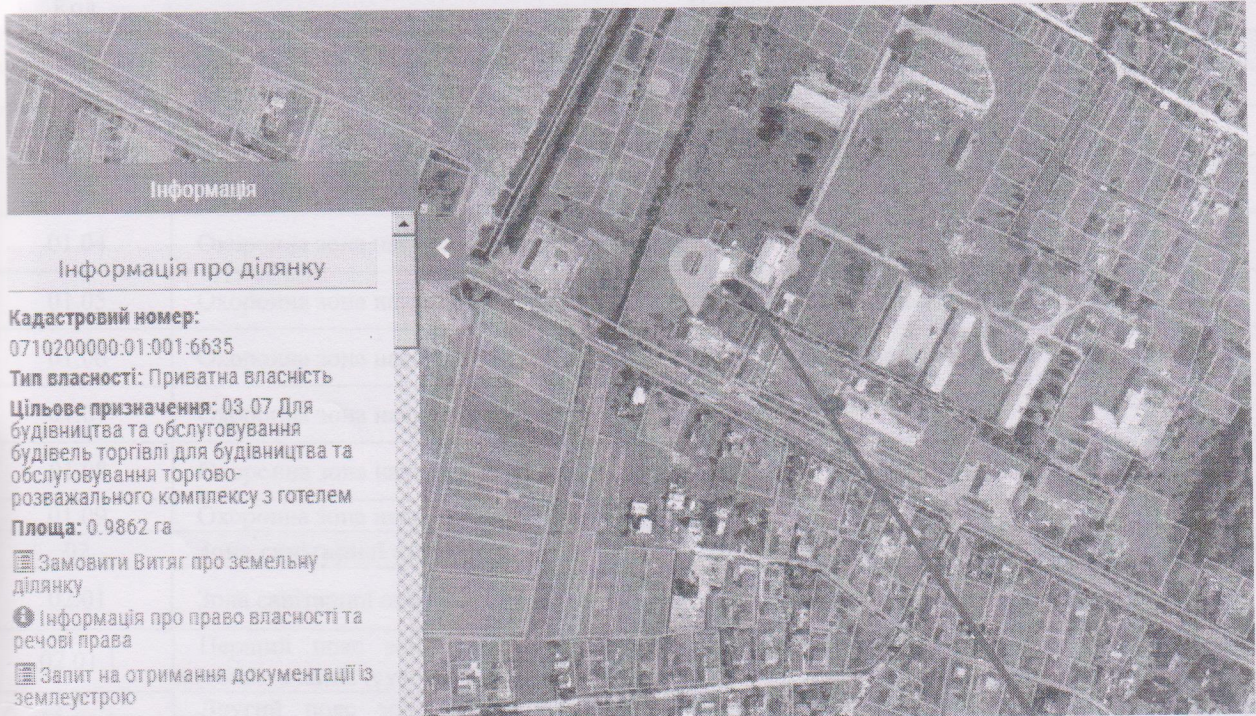 Інформація
Інформація про ділянку
Кадастровий номер:
0710200000:01:001:6635
Тип власності: Приватна власність
Цільове призначення: 03.07 Для
будівництва та обслуговування
будівель торгівлі для будівництва та
обслуговування торгово-
розважального комплексу з готелем
Площа: 0.9862 га
Замовити Витяг про земельну
ділянку
Інформація про право власності та
речові права
Запит на отримання документації із
землеустрою